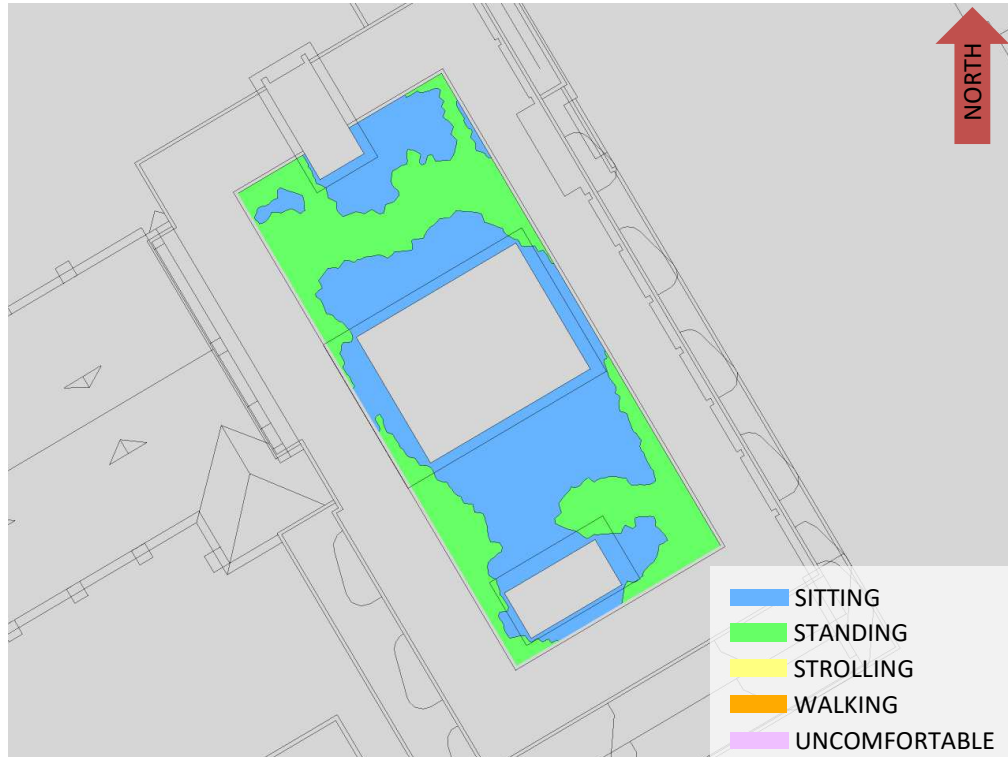 NORTH
SITTING
STANDING
STROLLING
WALKING
UNCOMFORTABLE